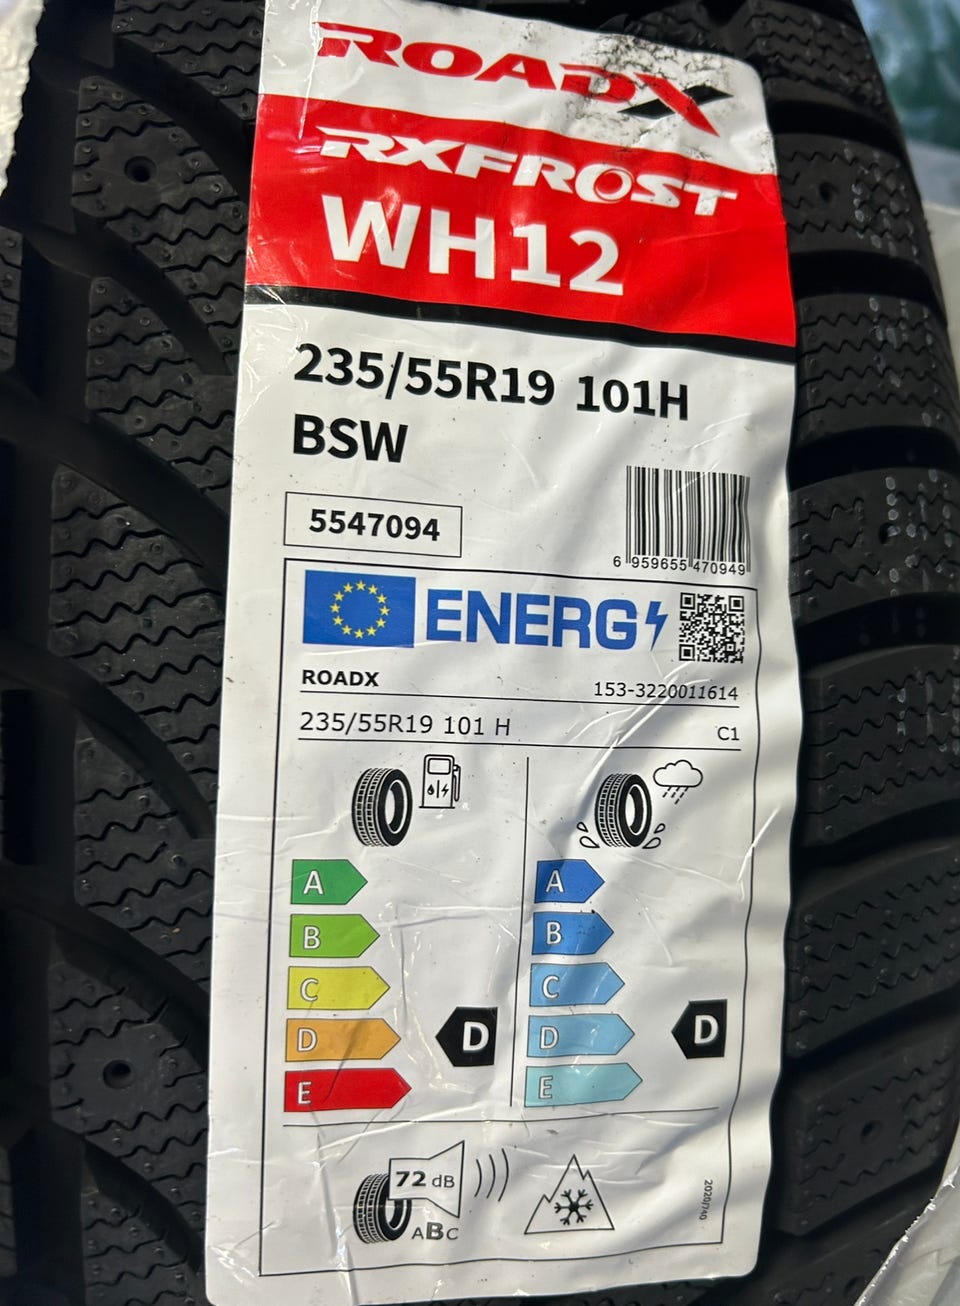 ROADX
RXFROST
WH12
235/55R19 101H
BSW
5547094
6 959655 470949
ENERG
ROADX
153-3220011614
235/55R19 101 H
C1
A
B
C
D
E
D
A
B
C
D
E
D
72 dB
ABC
2020/740